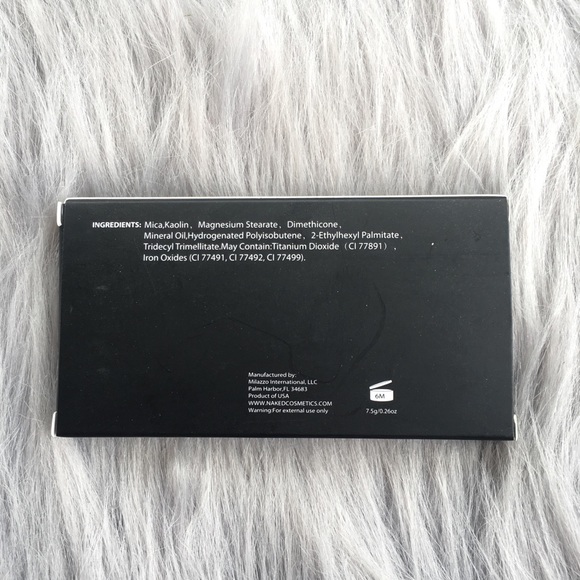 INGREDIENTS: Mica,Kaolin、Magnesium Stearate、Dimethicone、
Mineral Oil,Hydrogenated Polyisobutene、2-Ethylhexyl Palmitate、
Tridecyl Trimellitate.May Contain:Titanium Dioxide（CI 77891）,
Iron Oxides (CI 77491, CI 77492, CI 77499).
Manufactured by:
Milazzo International, LLC
Palm Harbor,FL 34683
Product of USA
WWW.NAKEDCOSMETICS.COM
Warning:For external use only
6M
7.5g/0.26oz